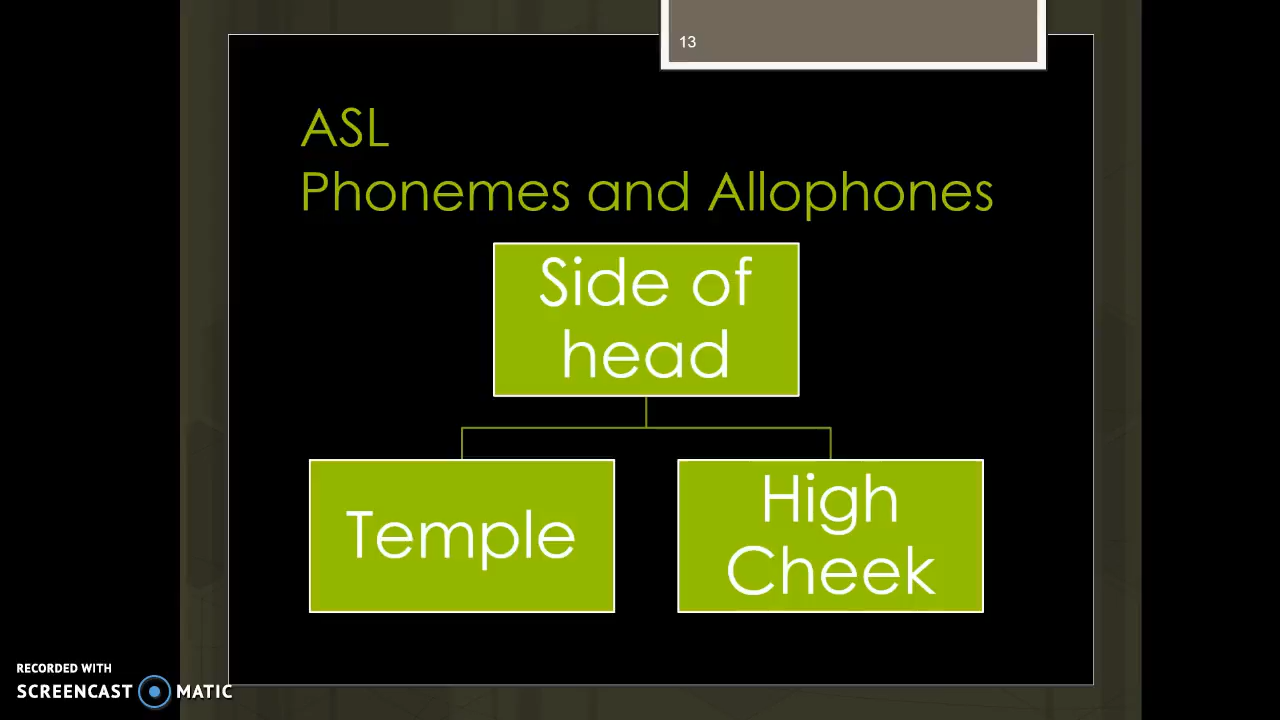 13
ASL
Phonemes and Allophones
Side of
head
Temple
High
Cheek
RECORDED WITH
SCREENCAST MATIC